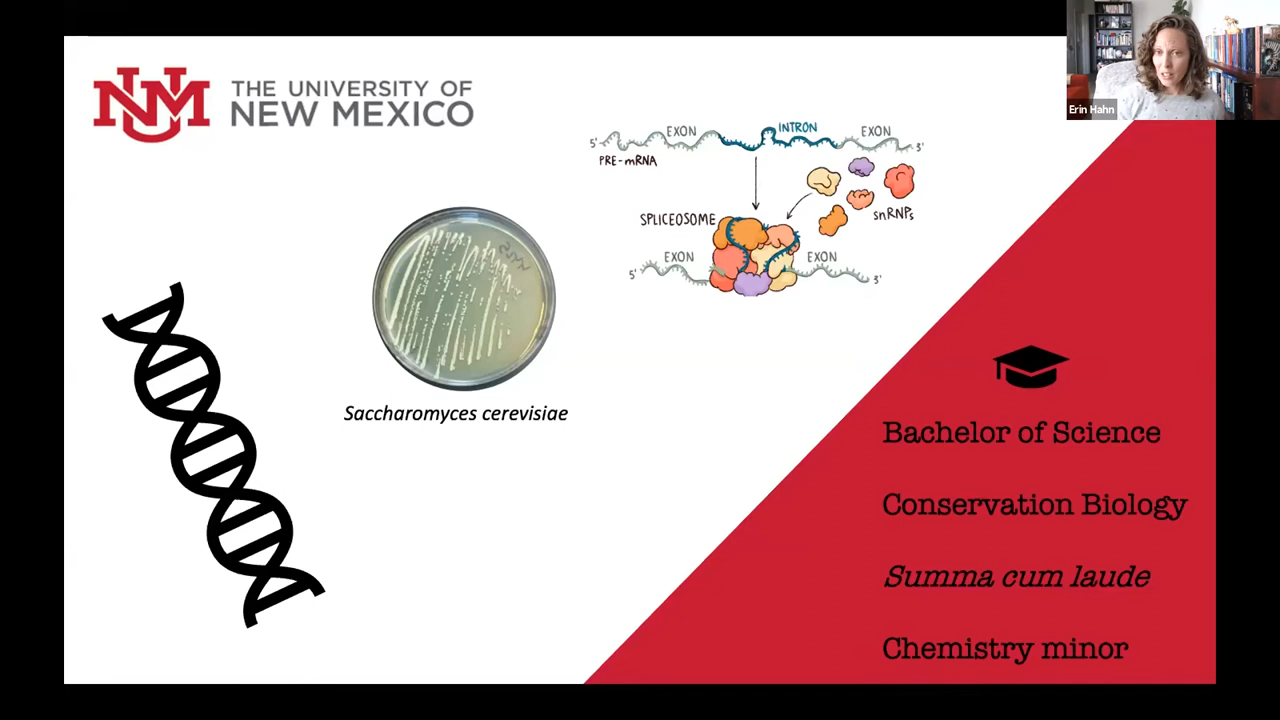 UNM
THE UNIVERSITY OF
NEW MEXICO
Erin Hahn
EXON
INTRON
EXON
5'
3'
PRE-mRNA
SPLICEOSOME
snRNPs
EXON
EXON
5'
3'
Saccharomyces cerevisiae
Bachelor of Science
Conservation Biology
Summa cum laude
Chemistry minor